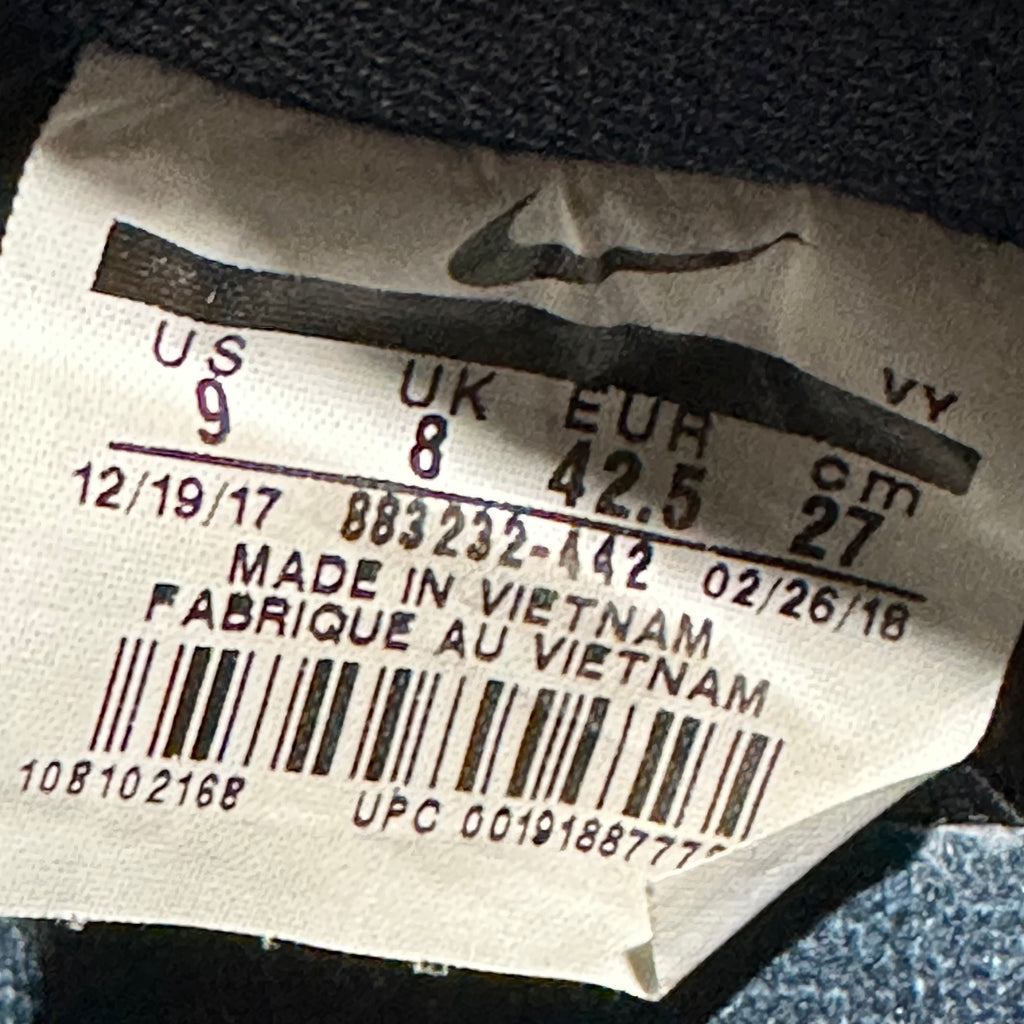 VY
US UK EUR cm
9 8 42.5 27
12/19/17 883232-442 02/26/18
MADE IN VIETNAM
FABRIQUE AU VIETNAM
108102168 UPC 00191887777